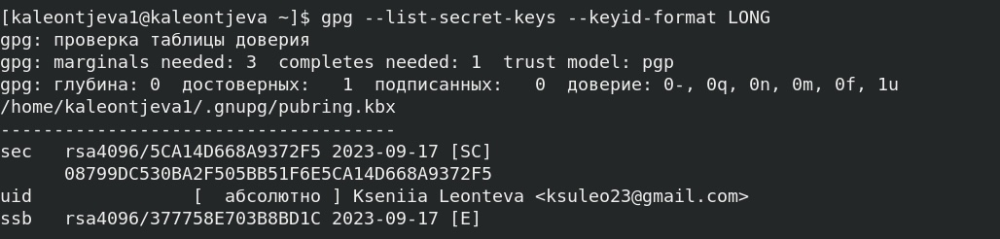 [kaleontjeva1@kaleontjeva ~]$ gpg --list-secret-keys --keyid-format LONG
gpg: проверка таблицы доверия
gpg: marginals needed: 3  completes needed: 1  trust model: pgp
gpg: глубина: 0  достоверных:   1  подписанных:   0  доверие: 0-, 0q, 0n, 0m, 0f, 1u
/home/kaleontjeva1/.gnupg/pubring.kbx
-------------------------------------
sec   rsa4096/5CA14D668A9372F5 2023-09-17 [SC]
      08799DC530BA2F505BB51F6E5CA14D668A9372F5
uid               [  абсолютно ] Kseniia Leonteva <ksuleo23@gmail.com>
ssb   rsa4096/377758E703B8BD1C 2023-09-17 [E]